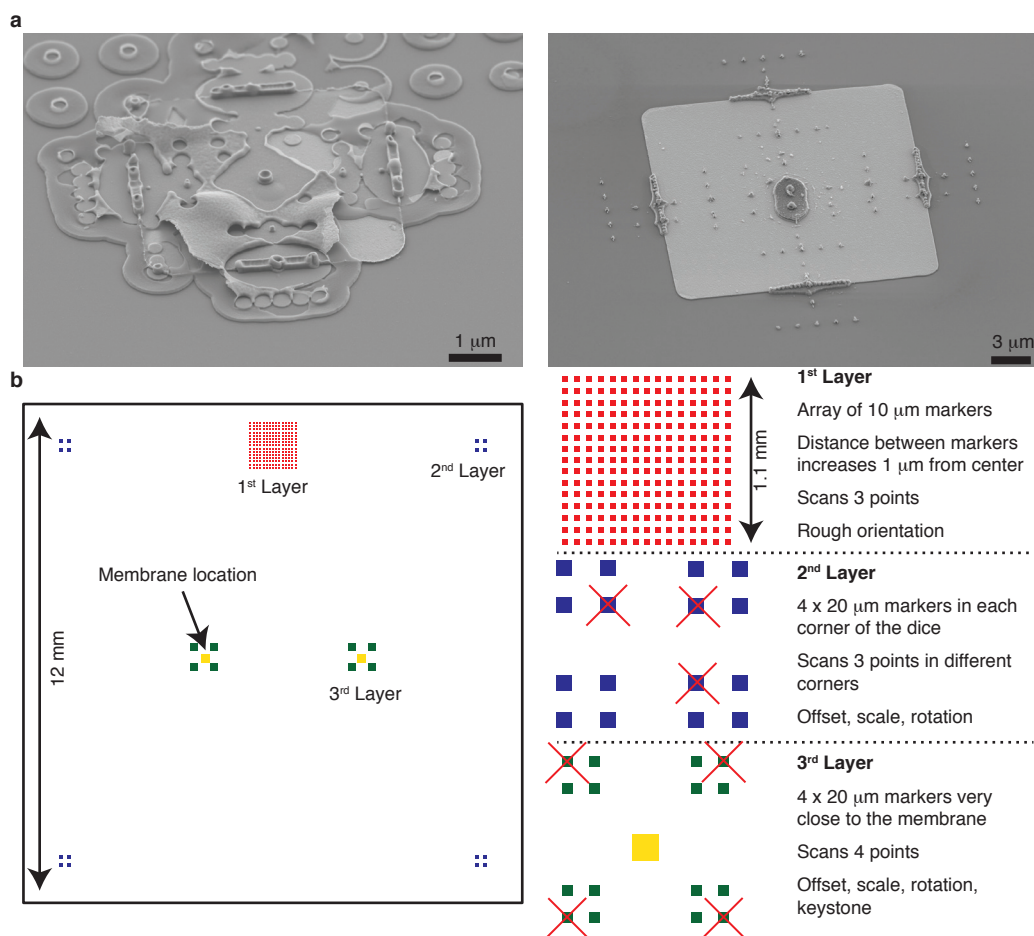 a
1 μm
3 μm
b
12 mm
1st Layer
2nd Layer
Membrane location
3rd Layer
1.1 mm
1st Layer
Array of 10 μm markers
Distance between markers
increases 1 μm from center
Scans 3 points
Rough orientation
2nd Layer
4 x 20 μm markers in each
corner of the dice
Scans 3 points in different
corners
Offset, scale, rotation
3rd Layer
4 x 20 μm markers very
close to the membrane
Scans 4 points
Offset, scale, rotation,
keystone